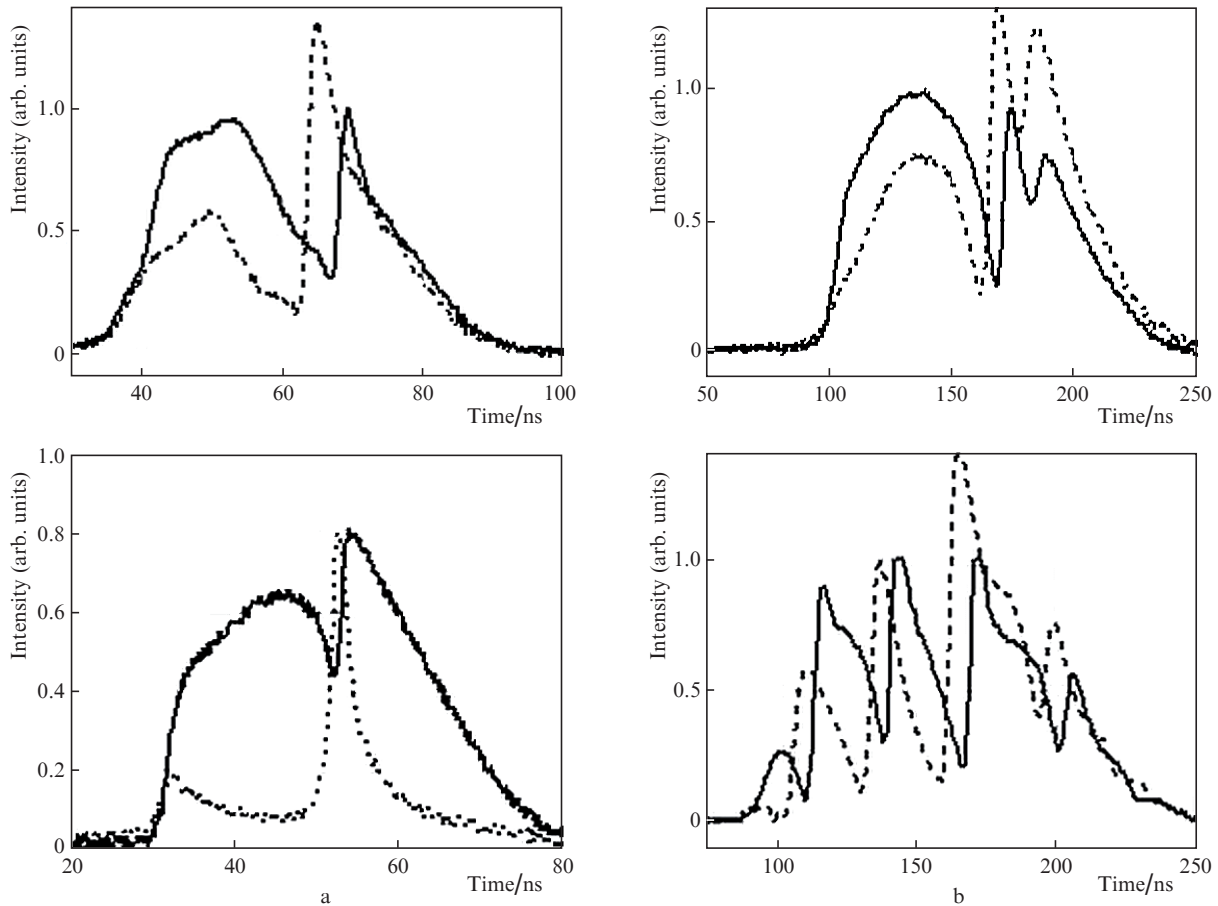 Intensity (arb. units)
1.0
0.5
0
40 60 80 100
Time/ns
Intensity (arb. units)
1.0
0.5
0
50 100 150 200 250
Time/ns
Intensity (arb. units)
1.0
0.8
0.6
0.4
0.2
0
20 40 60 80
Time/ns
a
Intensity (arb. units)
1.0
0.5
0
100 150 200 250
Time/ns
b